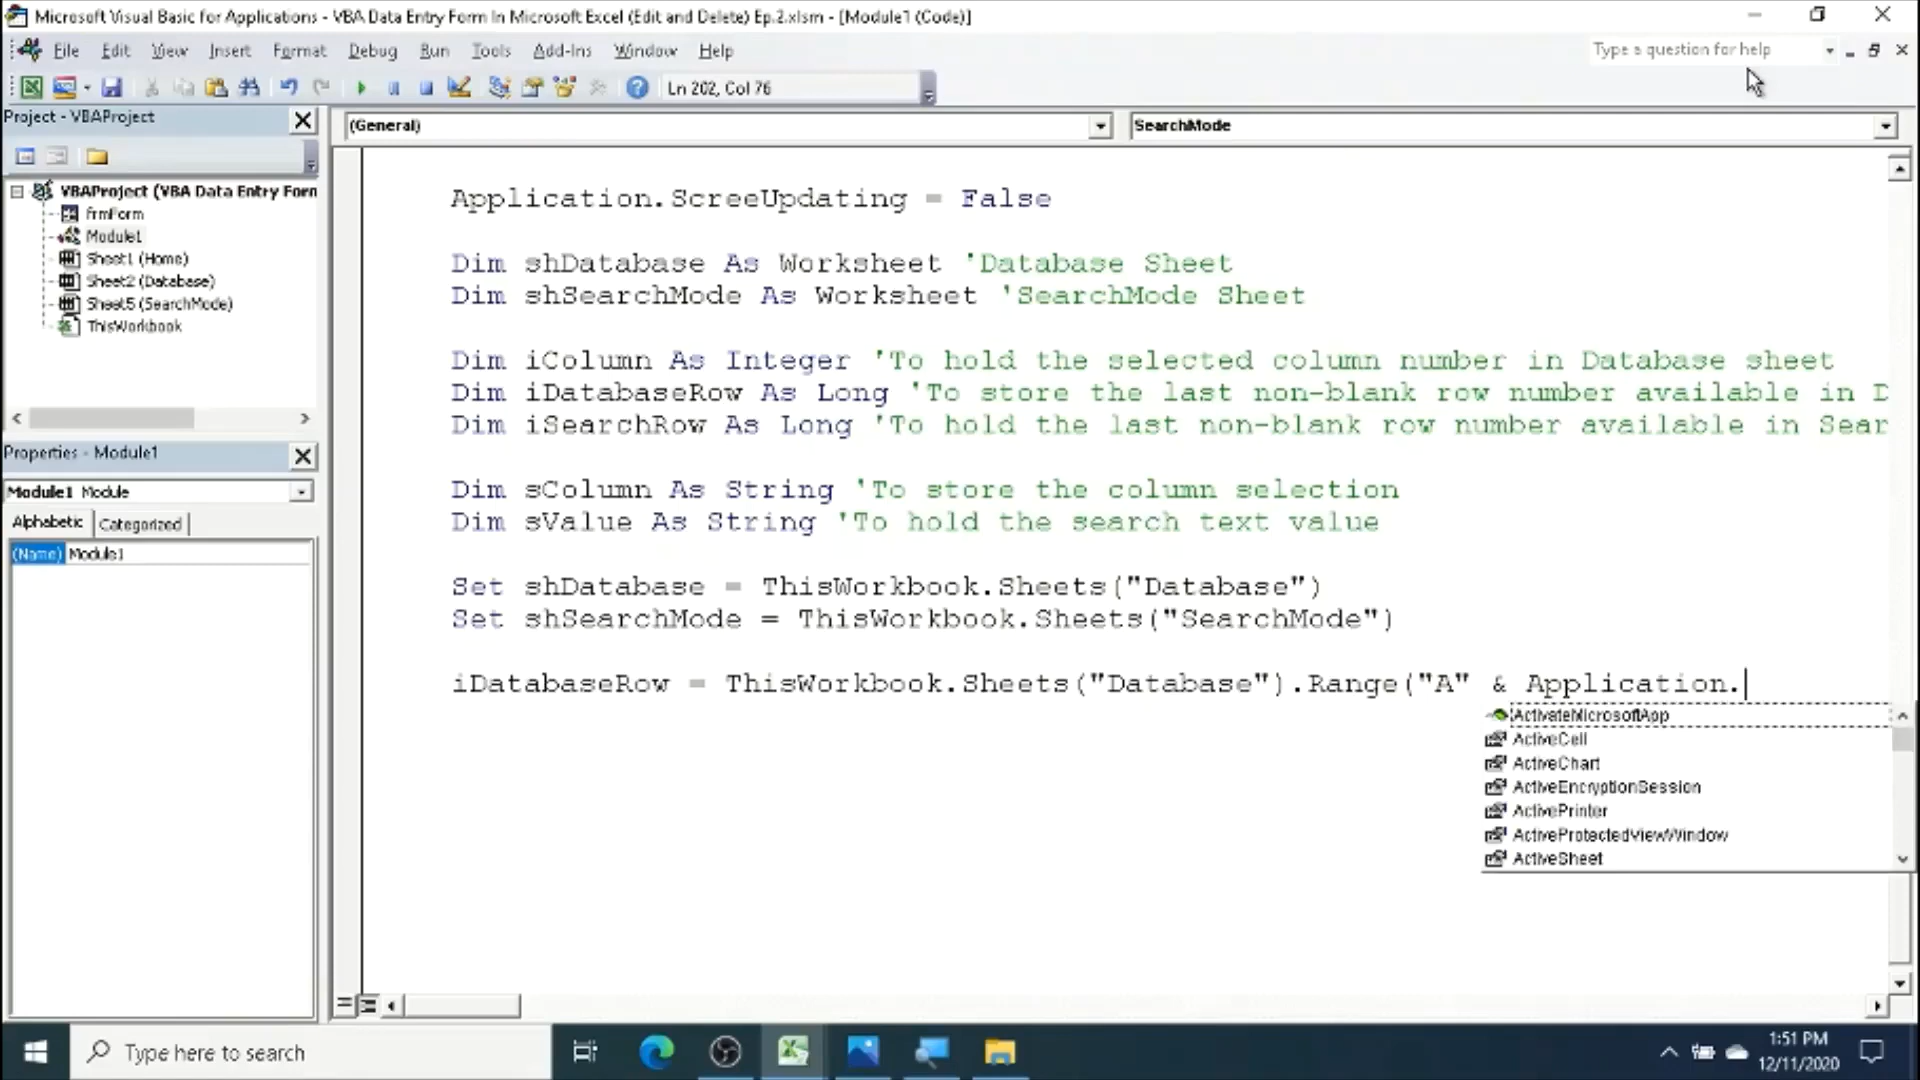 Microsoft Visual Basic for Applications - VBA Data Entry Form In Microsoft Excel (Edit and Delete) Ep.2.xlsm - [Module1 (Code)]
File Edit View Insert Format Debug Run Tools Add-Ins Window Help
Type a question for help
Ln 202, Col 76
Project - VBAProject
(General)
SearchMode
VBAProject (VBA Data Entry Form
frmForm
Module1
Sheet1 (Home)
Sheet2 (Database)
Sheet5 (SearchMode)
ThisWorkbook
Properties - Module1
Module1 Module
Alphabetic Categorized
(Name) Module1
Application.ScreeUpdating = False
Dim shDatabase As Worksheet 'Database Sheet
Dim shSearchMode As Worksheet 'SearchMode Sheet
Dim iColumn As Integer 'To hold the selected column number in Database sheet
Dim iDatabaseRow As Long 'To store the last non-blank row number available in D
Dim iSearchRow As Long 'To hold the last non-blank row number available in Sear
Dim sColumn As String 'To store the column selection
Dim sValue As String 'To hold the search text value
Set shDatabase = ThisWorkbook.Sheets("Database")
Set shSearchMode = ThisWorkbook.Sheets("SearchMode")
iDatabaseRow = ThisWorkbook.Sheets("Database").Range("A" & Application.
ActivateMicrosoftApp
ActiveCell
ActiveChart
ActiveEncryptionSession
ActivePrinter
ActiveProtectedViewWindow
ActiveSheet
Type here to search
1:51 PM
12/11/2020